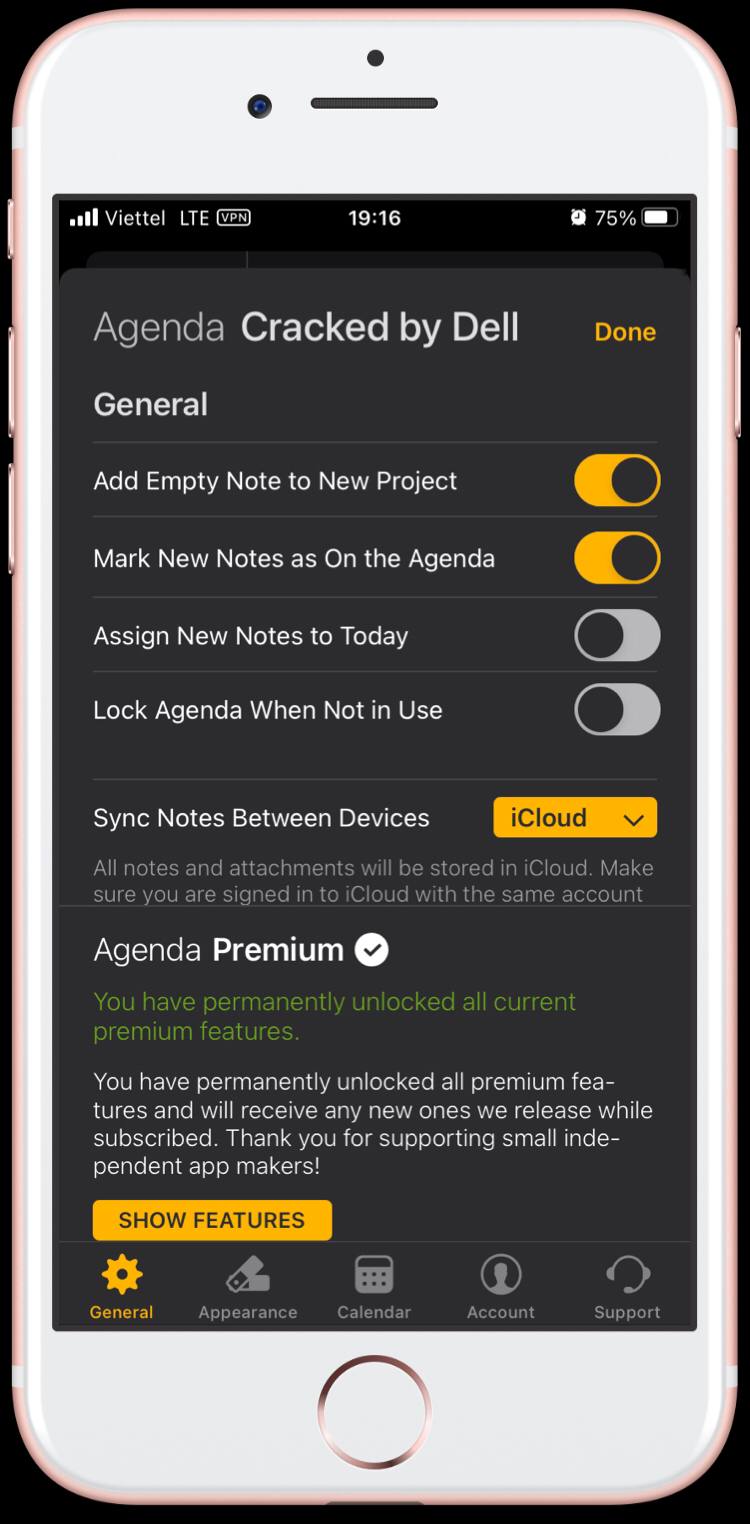 Viettel LTE VPN 19:16 75%
Agenda Cracked by Dell Done
General
Add Empty Note to New Project
Mark New Notes as On the Agenda
Assign New Notes to Today
Lock Agenda When Not in Use
Sync Notes Between Devices iCloud
All notes and attachments will be stored in iCloud. Make
sure you are signed in to iCloud with the same account
Agenda Premium
You have permanently unlocked all current
premium features.
You have permanently unlocked all premium fea-
tures and will receive any new ones we release while
subscribed. Thank you for supporting small inde-
pendent app makers!
SHOW FEATURES
General Appearance Calendar Account Support